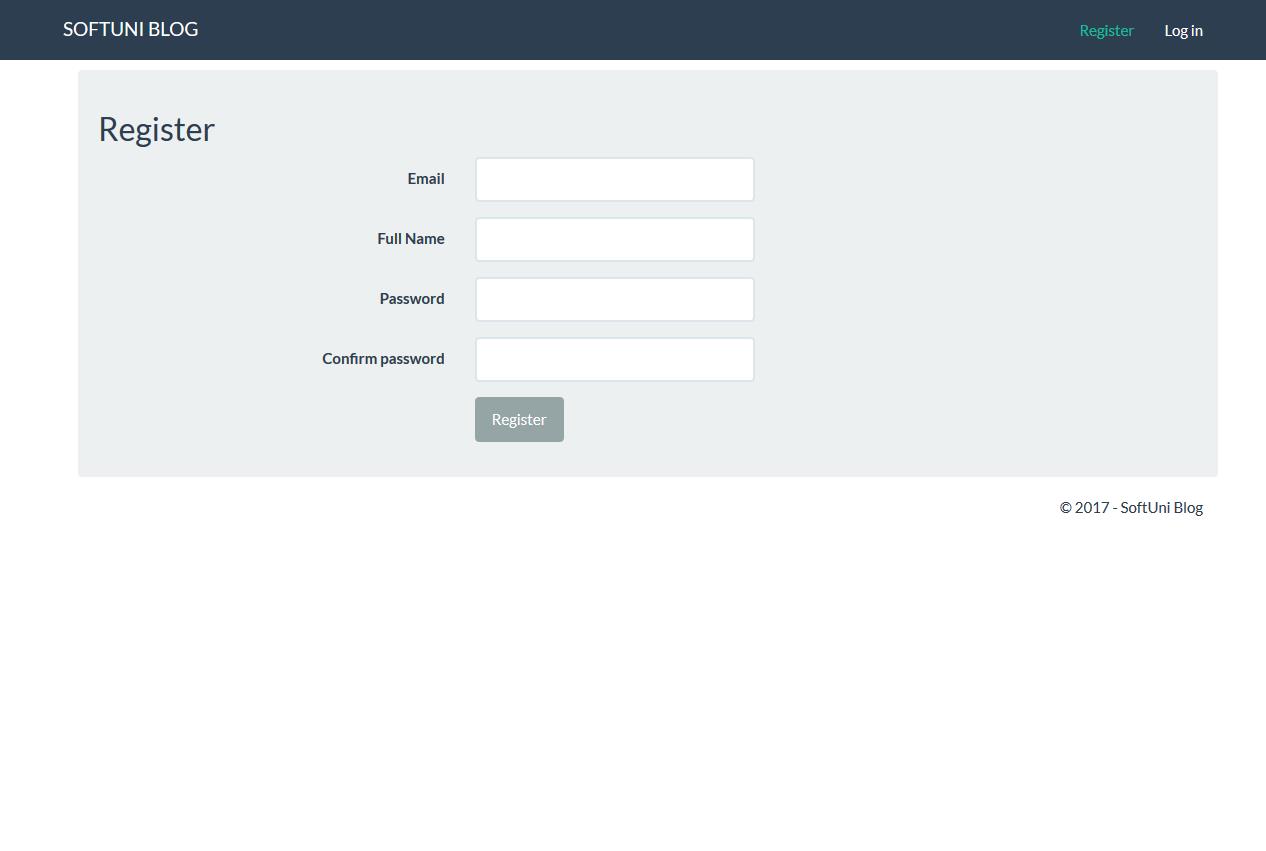 SOFTUNI BLOG
Register
Log in
Register
Email
Full Name
Password
Confirm password
Register
© 2017 - SoftUni Blog